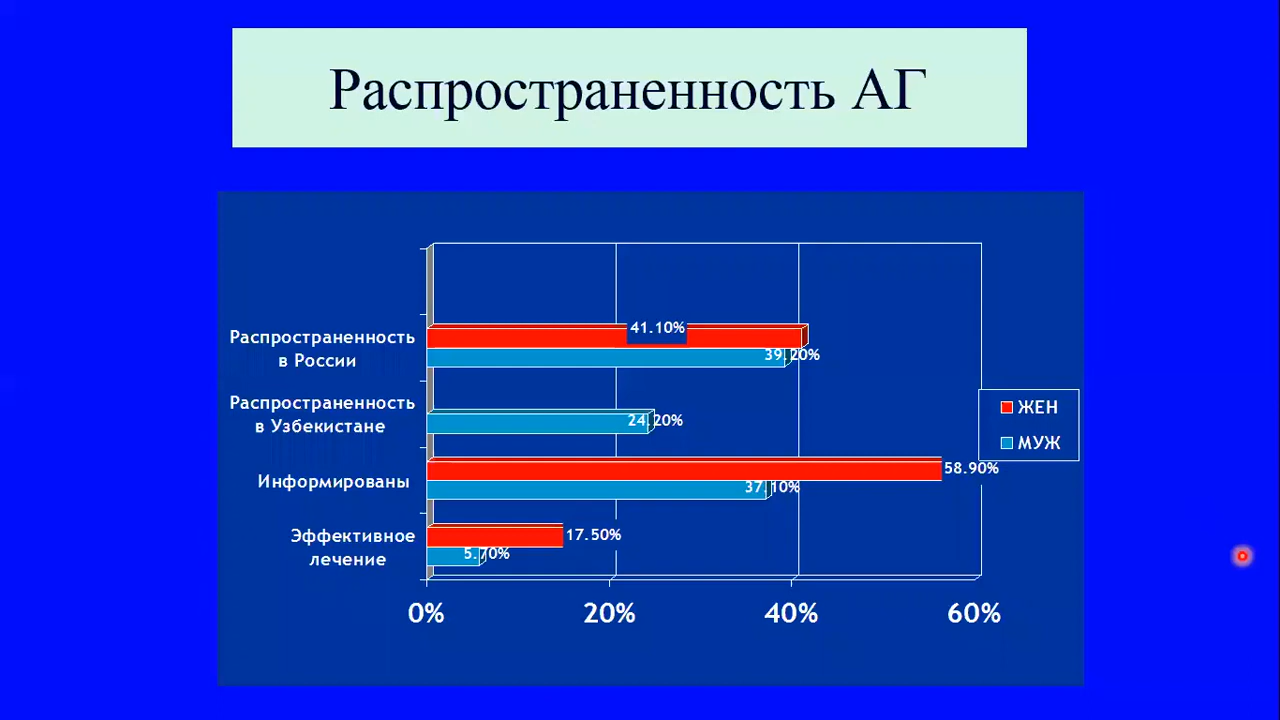 Распространенность АГ
Распространенность
в России
41.10%
39.20%
Распространенность
в Узбекистане
24.20%
Информированы
58.90%
37.10%
Эффективное
лечение
17.50%
5.70%
0% 20% 40% 60%
ЖЕН
МУЖ